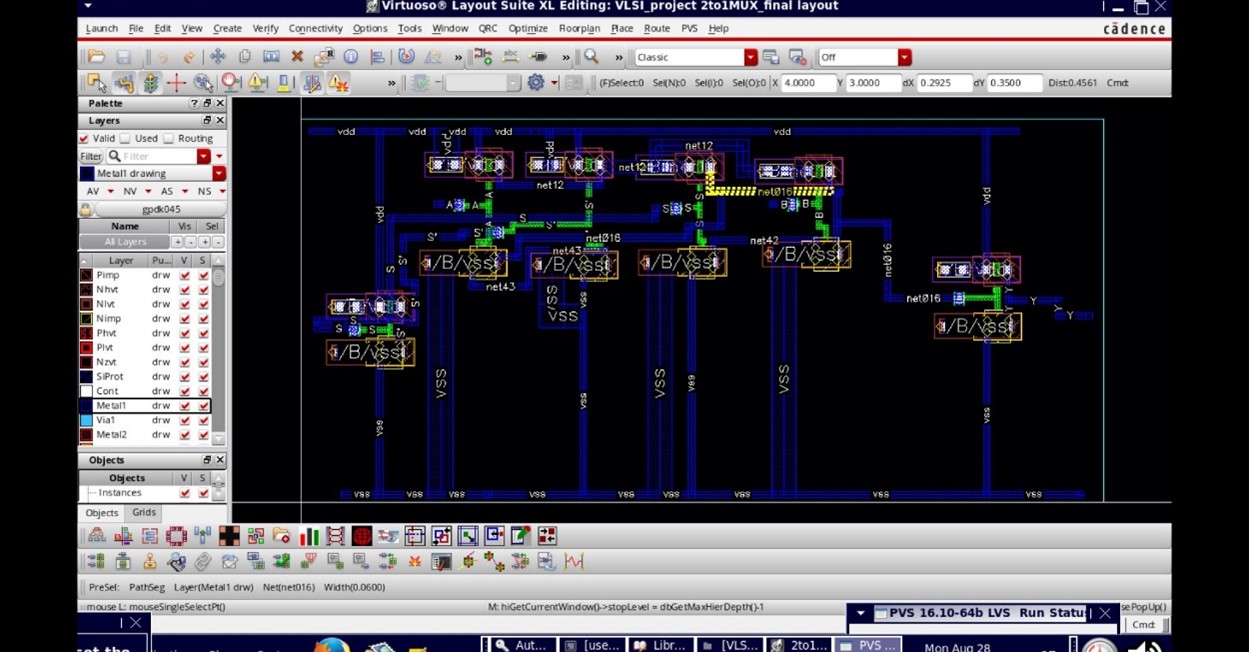 Virtuoso® Layout Suite XL Editing: VLSI_project 2to1MUX_final layout
Launch File Edit View Create Verify Connectivity Options Tools Window QRC Optimize Floorplan Place Route PVS Help cādence
Classic Off
(F)Select:0 Sel(N):0 Sel(I):0 Sel(O):0 X 4.0000 Y 3.0000 dX 0.2925 dY 0.3500 Dist:0.4561 Cmd:
Palette
Layers
Valid Used Routing
Filter Filter
Metal1 drawing
AV NV AS NS
gpdk045
Name Vis Sel
All Layers
Layer Pu... V S
Pimp drw
Nhvt drw
Nlvt drw
Nimp drw
Phvt drw
Plvt drw
Nzvt drw
SiProt drw
Cont drw
Metal1 drw
Via1 drw
Metal2 drw
Objects
Objects V S
Instances
Objects Grids
vdd vdd vdd vdd vdd
vdd vdd
net12
net12
net12
net016
A A S S B B
S S' S
S' S' net016
net43 net42
/B/vss /B/vss /B/vss /B/vss
net43
vdd vdd
net016
net016 Y Y
Y
S S
/B/vss /B/vss
VSS
VSS
vss
VSS vss VSS vss VSS vss
vss
vss vss vss vss vss vss vss vss
PreSel: PathSeg Layer(Metal1 drw) Net(net016) Width(0.0600)
mouse L: mouseSingleSelectPt() M: hiGetCurrentWindow()->stopLevel = dbGetMaxHierDepth()-1 sePopUp()
PVS 16.10-64b LVS Run Statu
Cmd:
Aut... [use... Libr... [VLS... 2to1... PVS ... Mon Aug 28